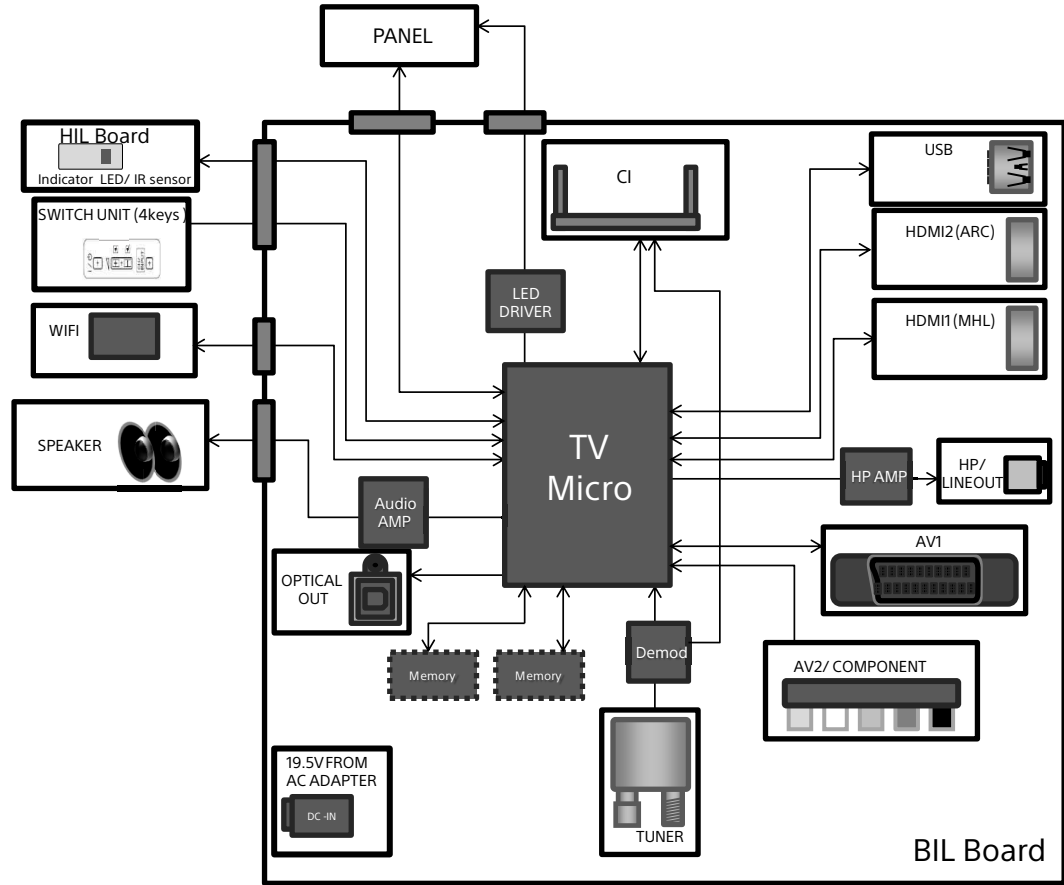 PANEL
HIL Board
Indicator LED/ IR sensor
SWITCH UNIT (4keys )
WIFI
SPEAKER
CI
LED
DRIVER
USB
HDMI2 (ARC)
HDMI1 (MHL)
TV
Micro
HP AMP
HP/
LINEOUT
Audio
AMP
AV1
OPTICAL
OUT
Demod
Memory
Memory
AV2/ COMPONENT
19.5V FROM
AC ADAPTER
DC -IN
TUNER
BIL Board